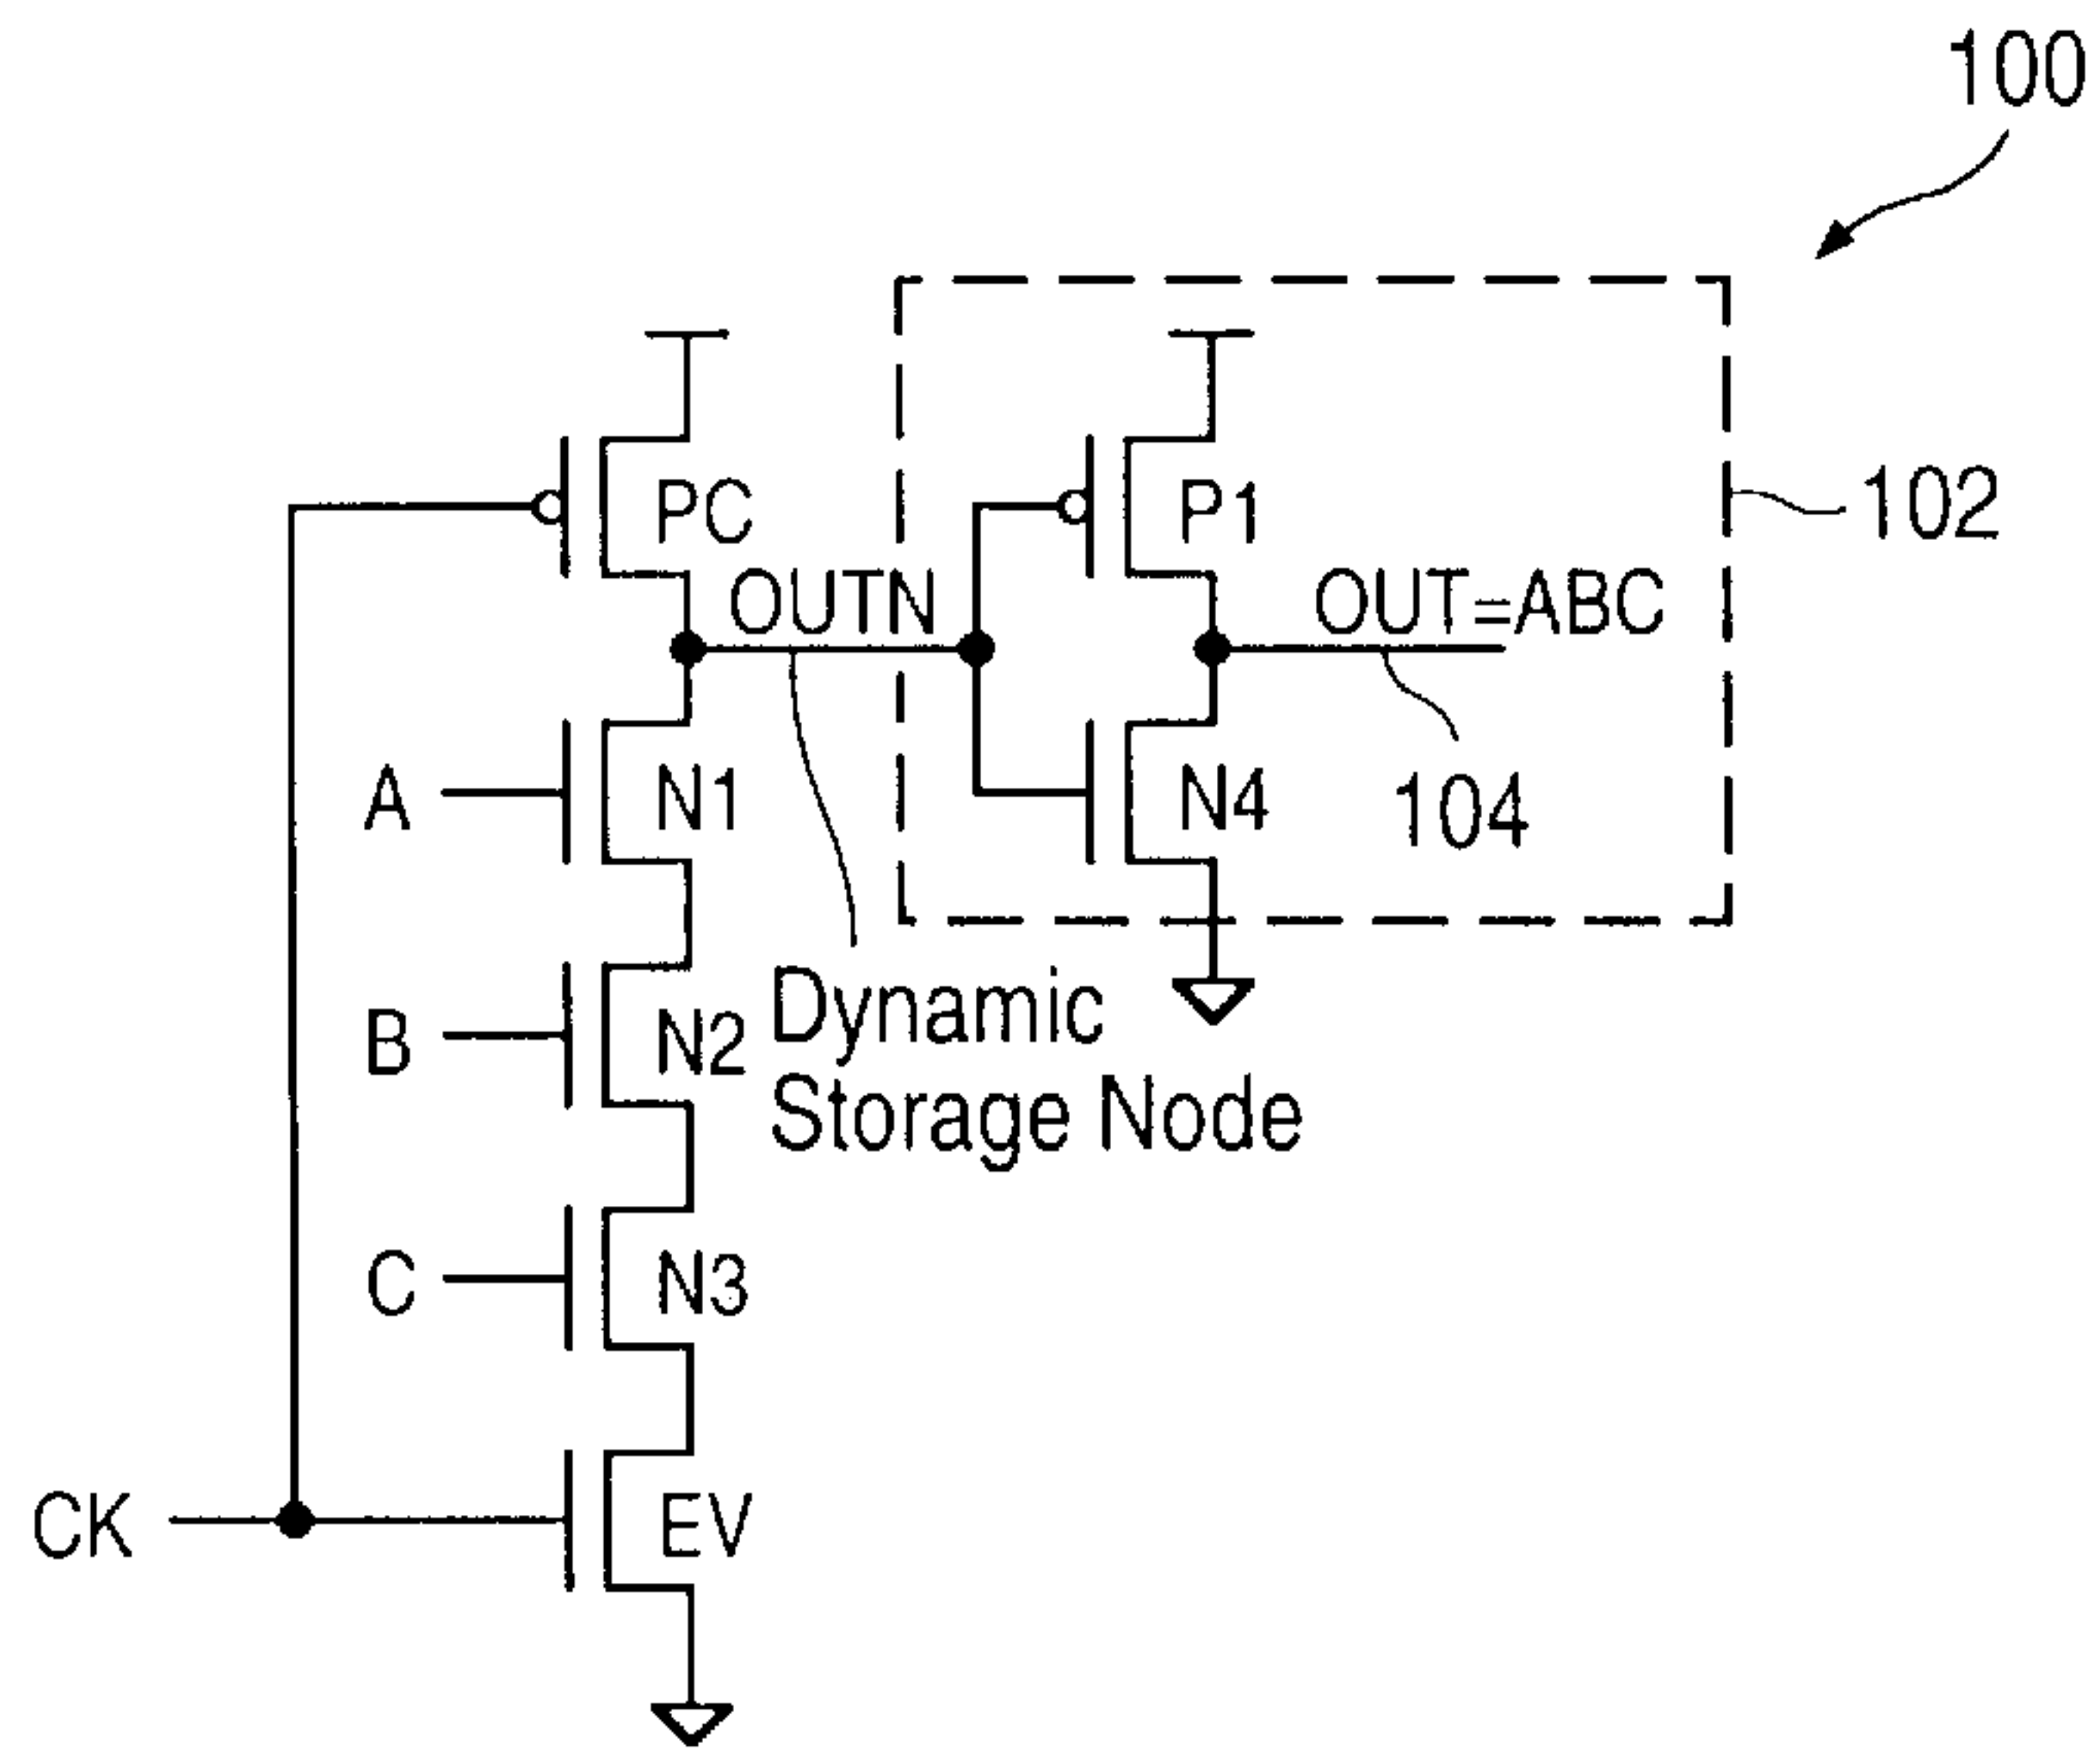 100
PC
P1
102
OUTN
OUT=ABC
A
N1
N4
104
B
N2
Dynamic
Storage Node
C
N3
CK
EV